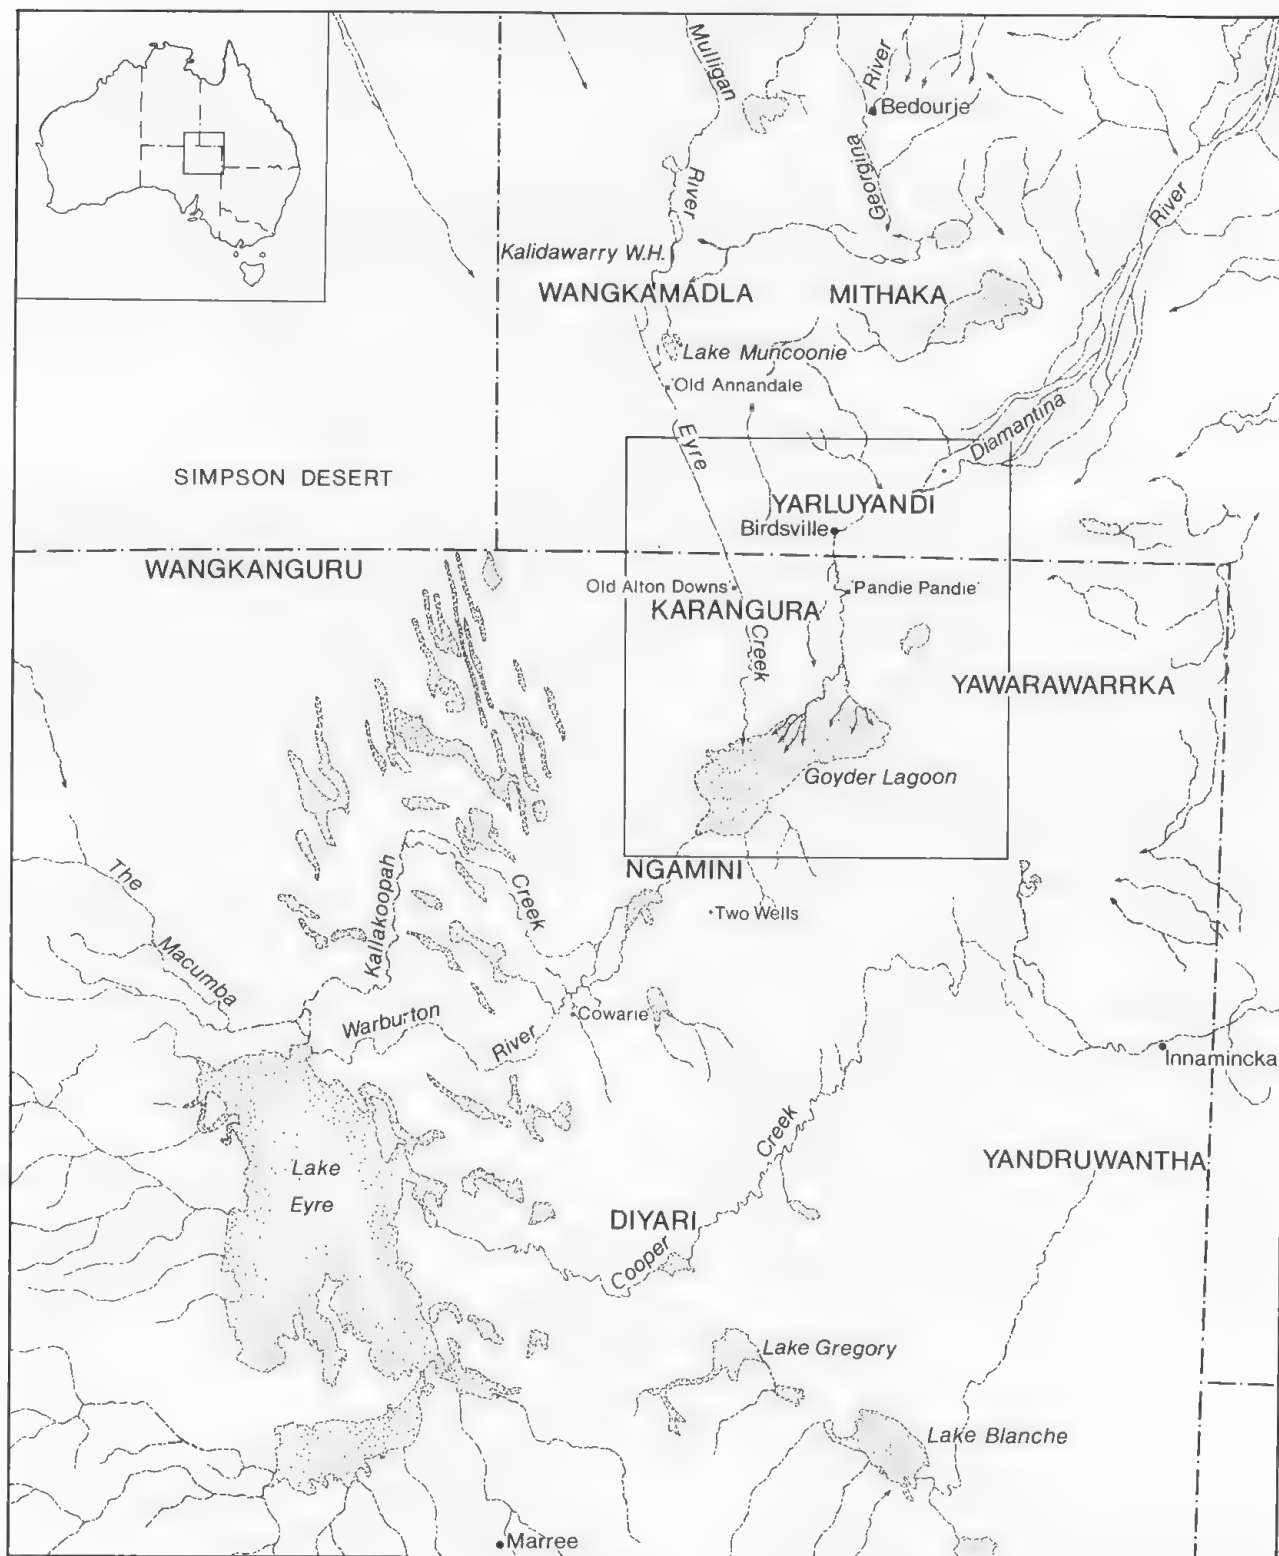 Mulligan
River
River
Bedourie
Georgina
River
Kalidawarry W.H.
WANGKAMADLA
MITHAKA
Lake Muncoonie
'Old Annandale
Eyre
Diamantina
SIMPSON DESERT
YARLUYANDI
Birdsville
WANGKANGURU
Old Alton Downs'
'Pandie Pandie'
KARANGURA
Creek
YAWARAWARRKA
Goyder Lagoon
NGAMINI
The
Macumba
Kallakoopah
Creek
Two Wells
Warburton
River
Cowarie
Innamincka
Creek
Lake
Eyre
YANDRUWANTHA
DIYARI
Cooper
Lake Gregory
Lake Blanche
Marree